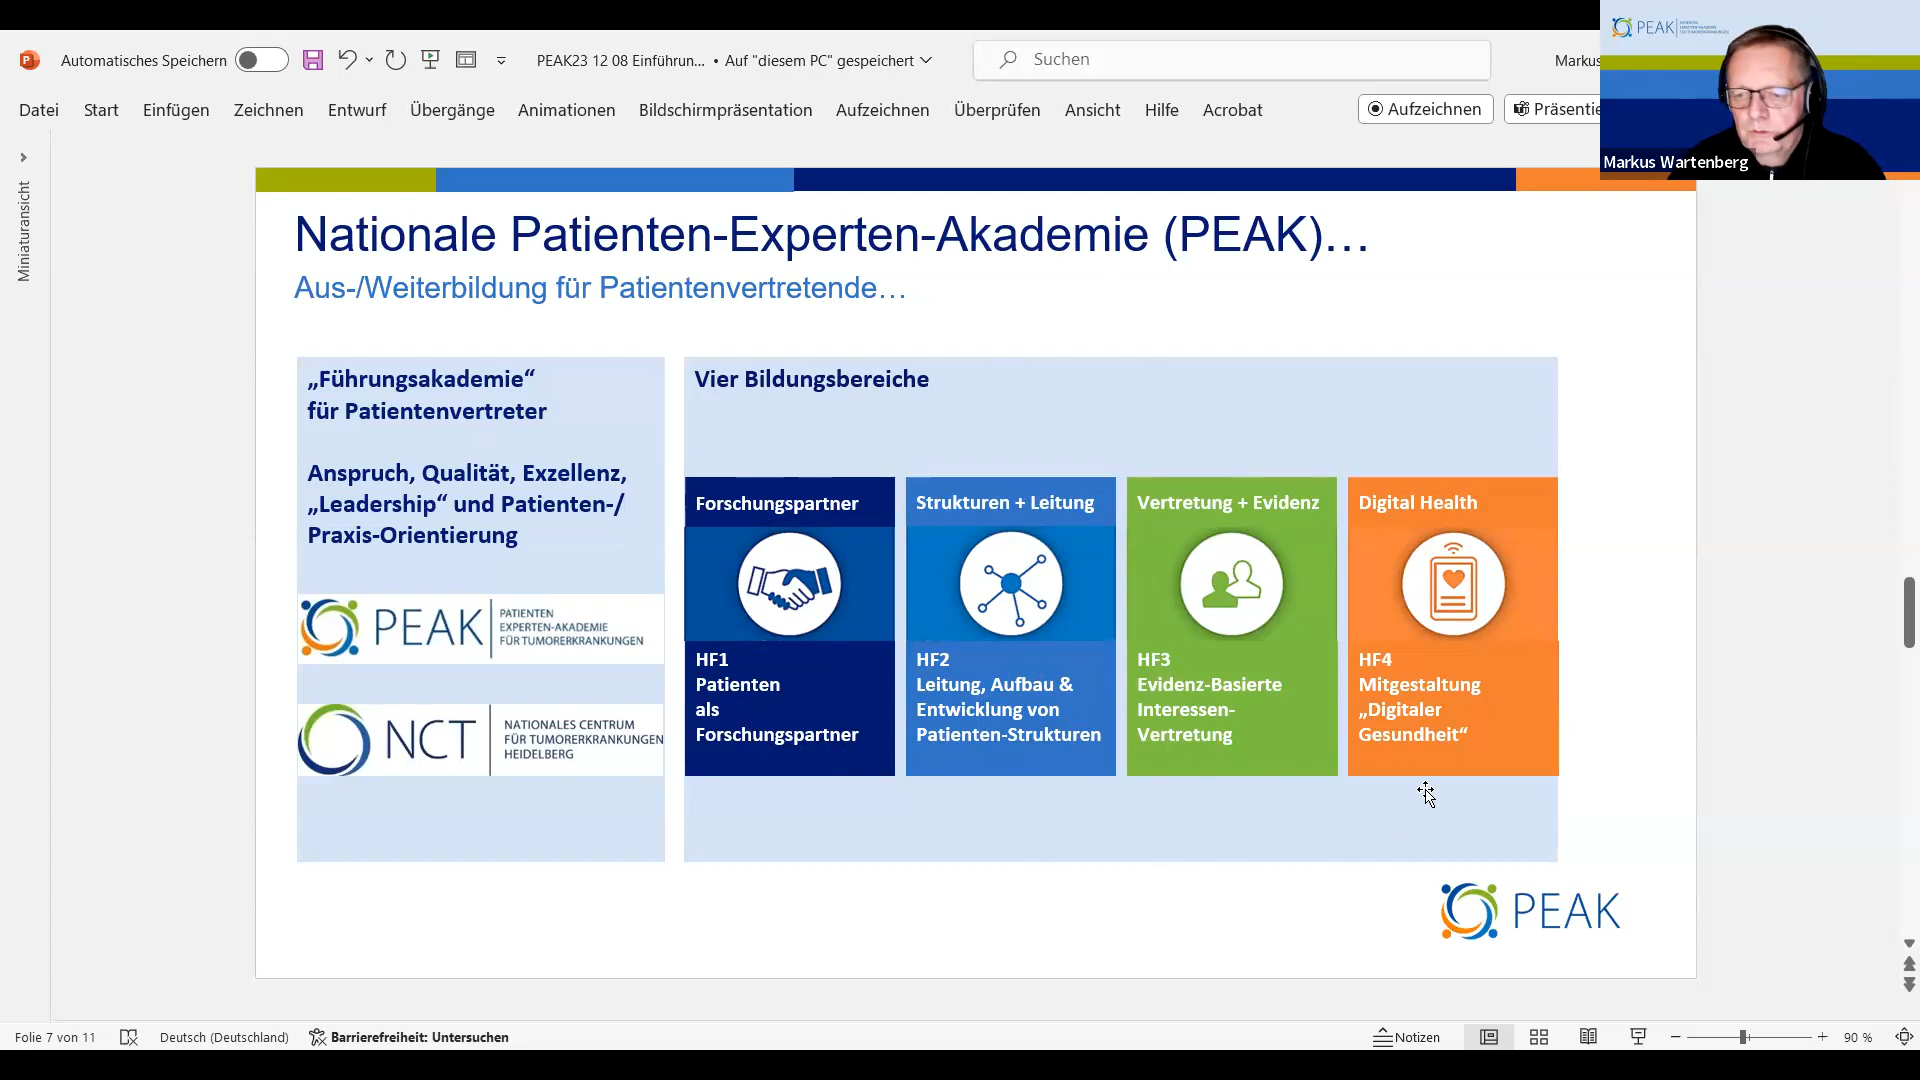 Automatisches Speichern
PEAK23 12 08 Einführun... • Auf "diesem PC" gespeichert
Suchen
Markus
PEAK
Markus Wartenberg
Datei Start Einfügen Zeichnen Entwurf Übergänge Animationen Bildschirmpräsentation Aufzeichnen Überprüfen Ansicht Hilfe Acrobat
Aufzeichnen
Präsentie
Miniaturansicht
Nationale Patienten-Experten-Akademie (PEAK)…
Aus-/Weiterbildung für Patientenvertretende…
„Führungsakademie“
für Patientenvertreter
Anspruch, Qualität, Exzellenz,
„Leadership“ und Patienten-/
Praxis-Orientierung
PEAK
PATIENTEN
EXPERTEN-AKADEMIE
FÜR TUMORERKRANKUNGEN
NCT
NATIONALES CENTRUM
FÜR TUMORERKRANKUNGEN
HEIDELBERG
Vier Bildungsbereiche
Forschungspartner
HF1
Patienten
als
Forschungspartner
Strukturen + Leitung
HF2
Leitung, Aufbau &
Entwicklung von
Patienten-Strukturen
Vertretung + Evidenz
HF3
Evidenz-Basierte
Interessen-
Vertretung
Digital Health
HF4
Mitgestaltung
„Digitaler
Gesundheit“
PEAK
Folie 7 von 11
Deutsch (Deutschland)
Barrierefreiheit: Untersuchen
Notizen
90 %